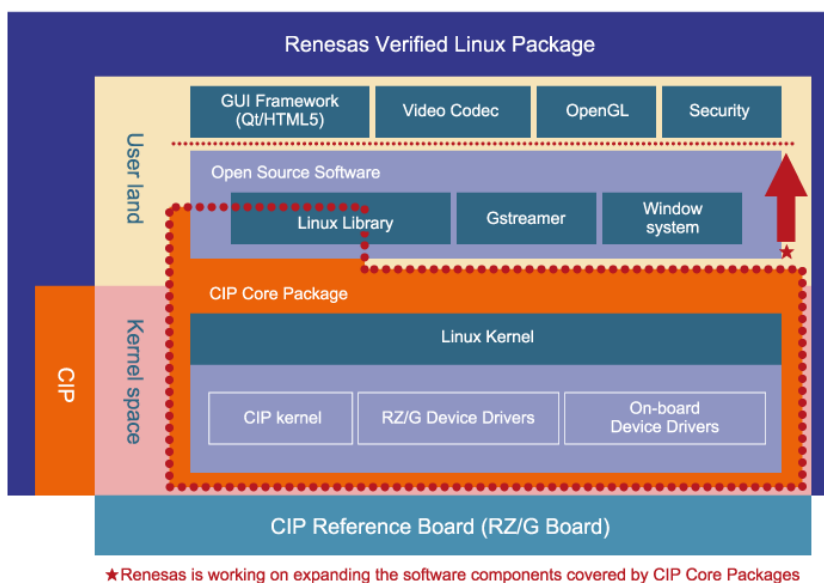 Renesas Verified Linux Package
User land
GUI Framework
(Qt/HTML5)
Video Codec
OpenGL
Security
Open Source Software
Linux Library
Gstreamer
Window
system
★
CIP
Kernel space
CIP Core Package
Linux Kernel
CIP kernel
RZ/G Device Drivers
On-board
Device Drivers
CIP Reference Board (RZ/G Board)
★Renesas is working on expanding the software components covered by CIP Core Packages